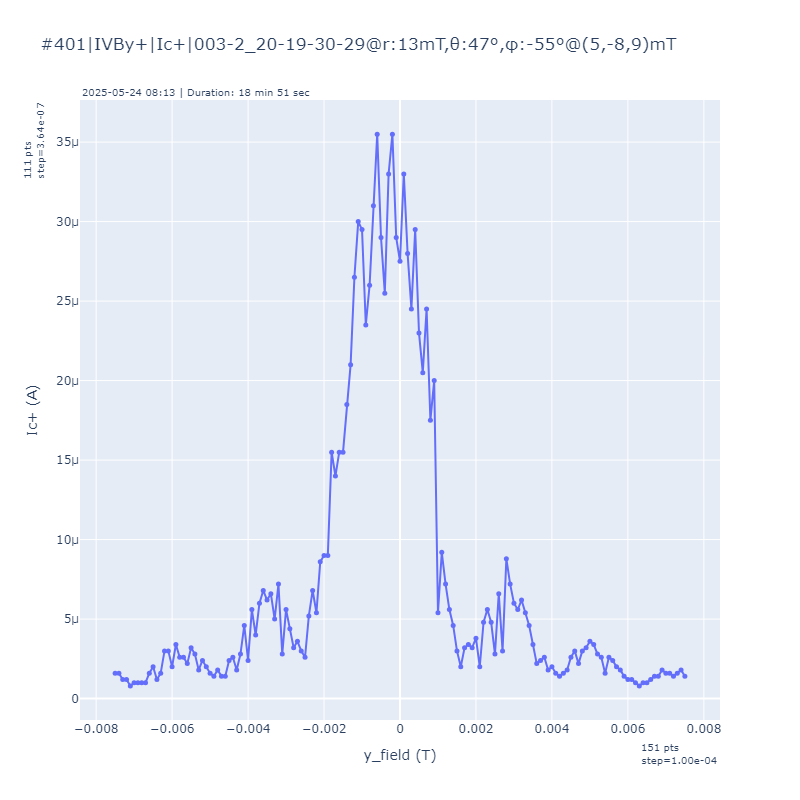 #401|IVBy+|Ic+|003-2_20-19-30-29@r:13mT,θ:47º,φ:-55º@(5,-8,9)mT
2025-05-24 08:13 | Duration: 18 min 51 sec
111 pts
step=3.64e-07
35μ
30μ
25μ
20μ
15μ
10μ
5μ
0
Ic+ (A)
−0.008 −0.006 −0.004 −0.002 0 0.002 0.004 0.006 0.008
y_field (T)
151 pts
step=1.00e-04